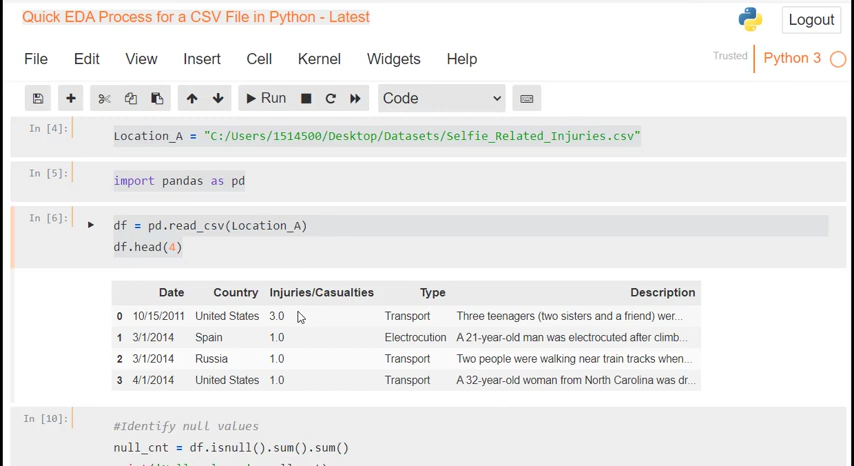 Quick EDA Process for a CSV File in Python - Latest
Logout
File Edit View Insert Cell Kernel Widgets Help
Trusted Python 3
Run Code
In [4]: Location_A = "C:/Users/1514500/Desktop/Datasets/Selfie_Related_Injuries.csv"
In [5]: import pandas as pd
In [6]: df = pd.read_csv(Location_A)
df.head(4)
Date Country Injuries/Casualties Type Description
0 10/15/2011 United States 3.0 Transport Three teenagers (two sisters and a friend) wer...
1 3/1/2014 Spain 1.0 Electrocution A 21-year-old man was electrocuted after climb...
2 3/1/2014 Russia 1.0 Transport Two people were walking near train tracks when...
3 4/1/2014 United States 1.0 Transport A 32-year-old woman from North Carolina was dr...
In [10]: #Identify null values
null_cnt = df.isnull().sum().sum()